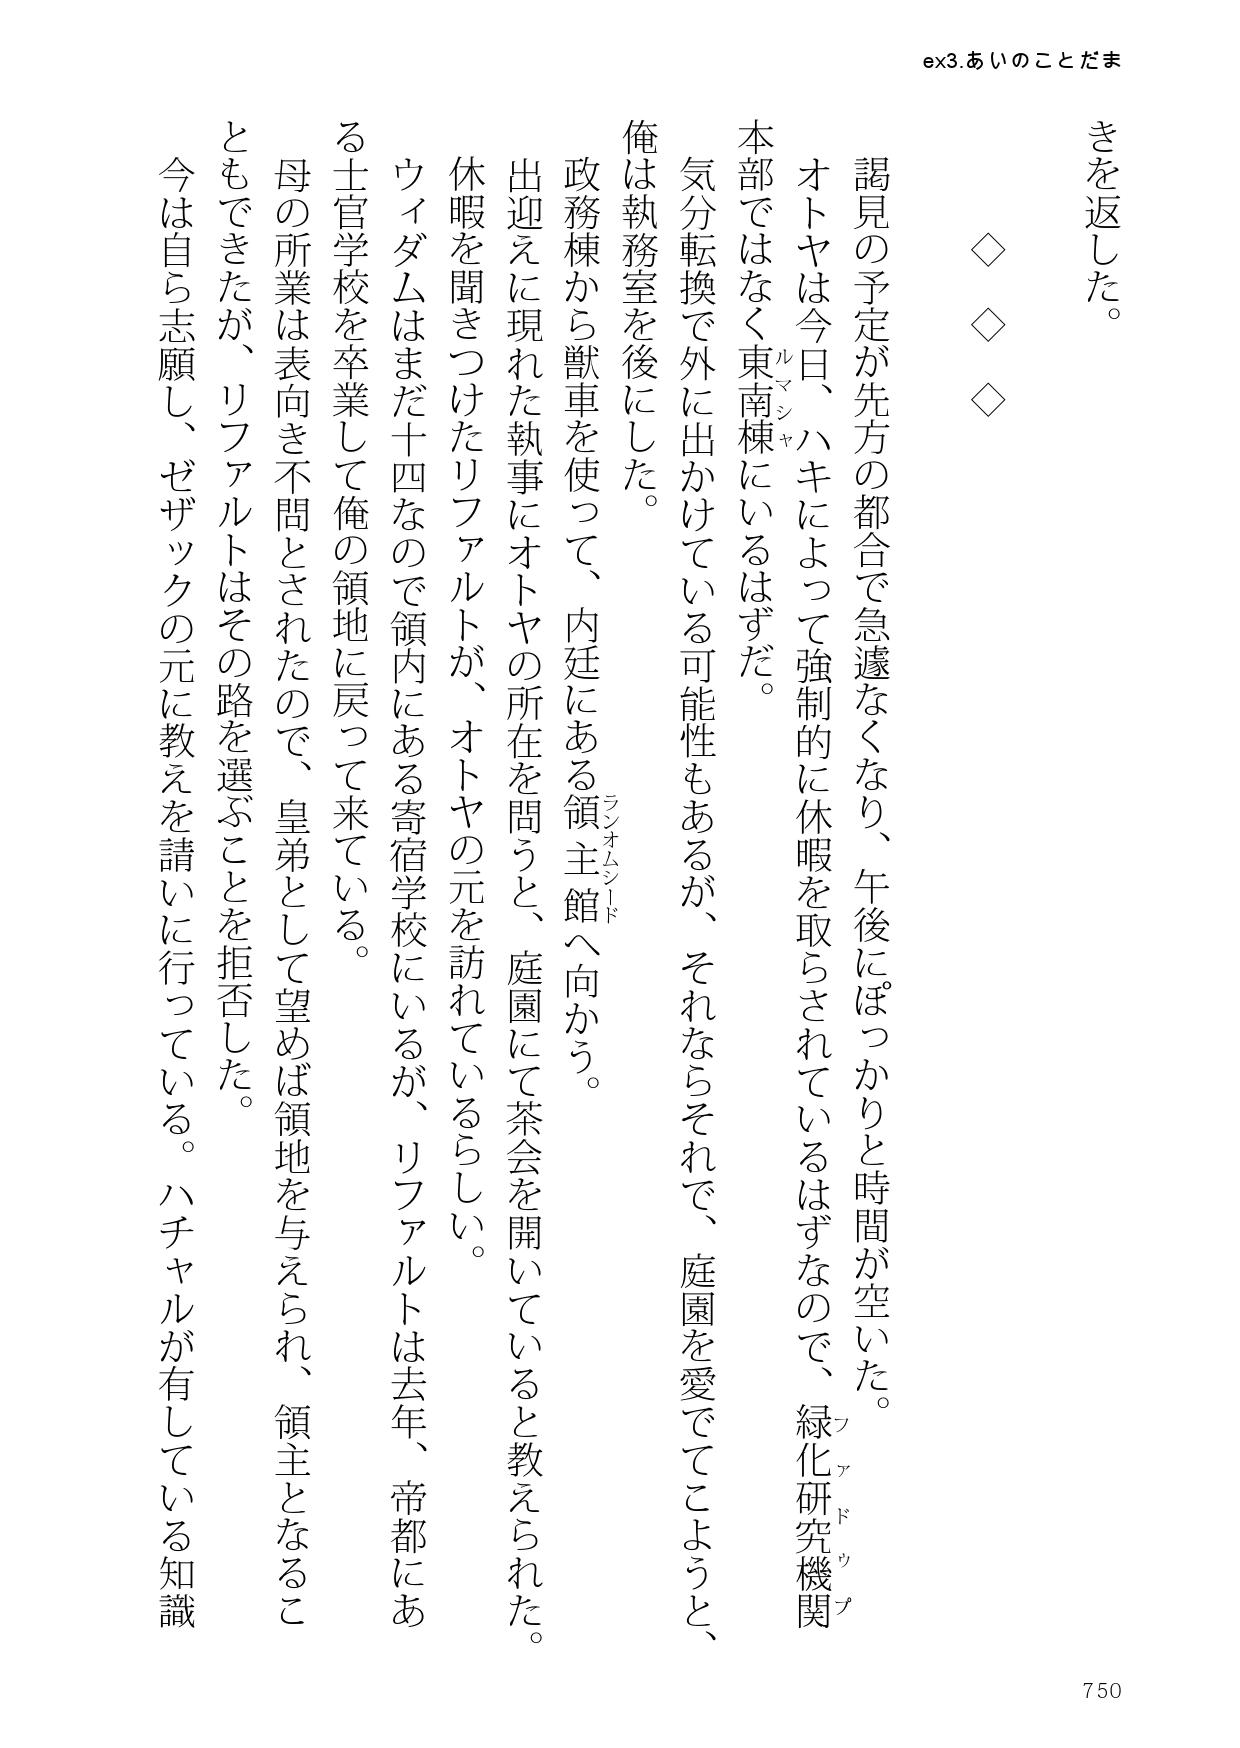 ex3.あいのことだま
きを返した。
◇　◇　◇
謁見の予定が先方の都合で急遽なくなり、午後にぽっかりと時間が空いた。
オトヤは今日、ハキによって強制的に休暇を取らされているはずなので、緑化研究機関
ファドウプ
本部ではなく東南棟にいるはずだ。
ルマシャ
気分転換で外に出かけている可能性もあるが、それならそれで、庭園を愛でてこようと、
俺は執務室を後にした。
政務棟から獣車を使って、内廷にある領主館へ向かう。
ランオムシード
出迎えに現れた執事にオトヤの所在を問うと、庭園にて茶会を開いていると教えられた。
休暇を聞きつけたリファルトが、オトヤの元を訪れているらしい。
ウィダムはまだ十四なので領内にある寄宿学校にいるが、リファルトは去年、帝都にあ
る士官学校を卒業して俺の領地に戻って来ている。
母の所業は表向き不問とされたので、皇弟として望めば領地を与えられ、領主となるこ
ともできたが、リファルトはその路を選ぶことを拒否した。
今は自ら志願し、ゼザックの元に教えを請いに行っている。ハチャルが有している知識
750